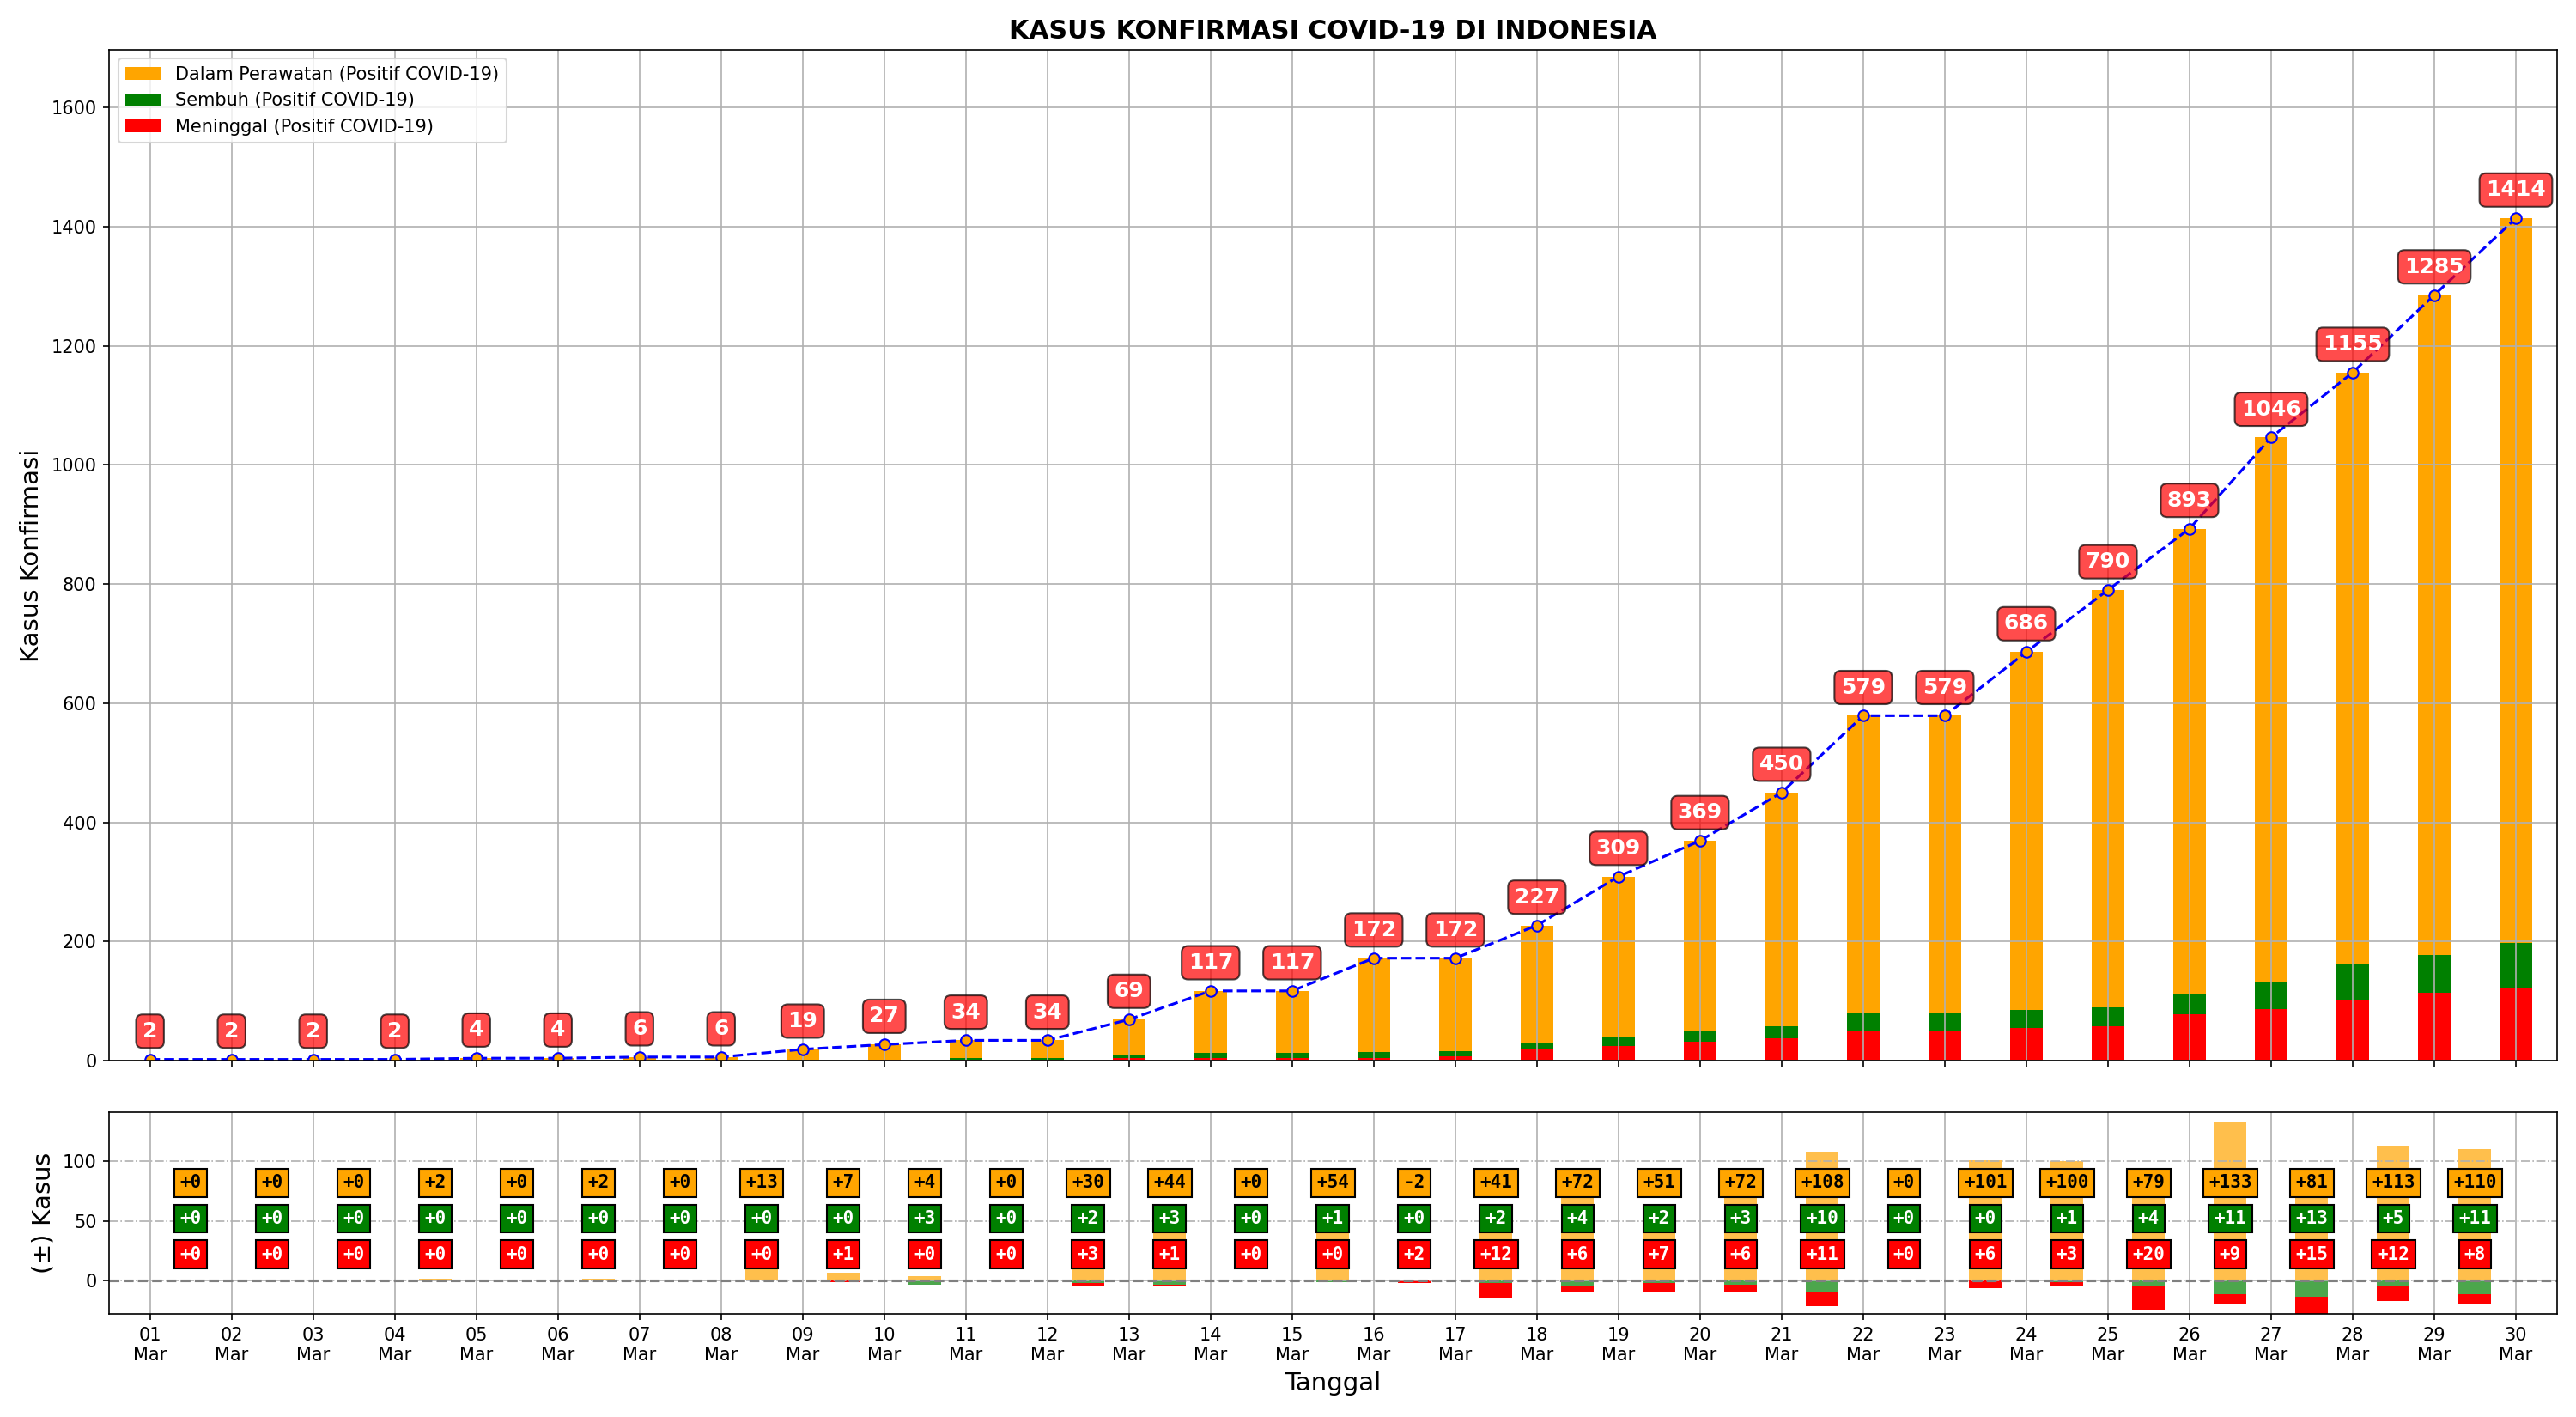 KASUS KONFIRMASI COVID-19 DI INDONESIA
Dalam Perawatan (Positif COVID-19)
Sembuh (Positif COVID-19)
Meninggal (Positif COVID-19)
Kasus Konfirmasi
1600
1400
1200
1000
800
600
400
200
0
2 2 2 2 4 4 6 6 19 27 34 34 69 117 117 172 172 227 309 369 450 579 579 686 790 893 1046 1155 1285 1414
(±) Kasus
100
50
0
+0 +0 +0 +2 +0 +2 +0 +13 +7 +4 +0 +30 +44 +0 +54 -2 +41 +72 +51 +72 +108 +0 +101 +100 +79 +133 +81 +113 +110
+0 +0 +0 +0 +0 +0 +0 +0 +0 +3 +0 +2 +3 +0 +1 +0 +2 +4 +2 +3 +10 +0 +0 +1 +4 +11 +13 +5 +11
+0 +0 +0 +0 +0 +0 +0 +0 +1 +0 +0 +3 +1 +0 +0 +2 +12 +6 +7 +6 +11 +0 +6 +3 +20 +9 +15 +12 +8
01 02 03 04 05 06 07 08 09 10 11 12 13 14 15 16 17 18 19 20 21 22 23 24 25 26 27 28 29 30
Mar Mar Mar Mar Mar Mar Mar Mar Mar Mar Mar Mar Mar Mar Mar Mar Mar Mar Mar Mar Mar Mar Mar Mar Mar Mar Mar Mar Mar Mar
Tanggal